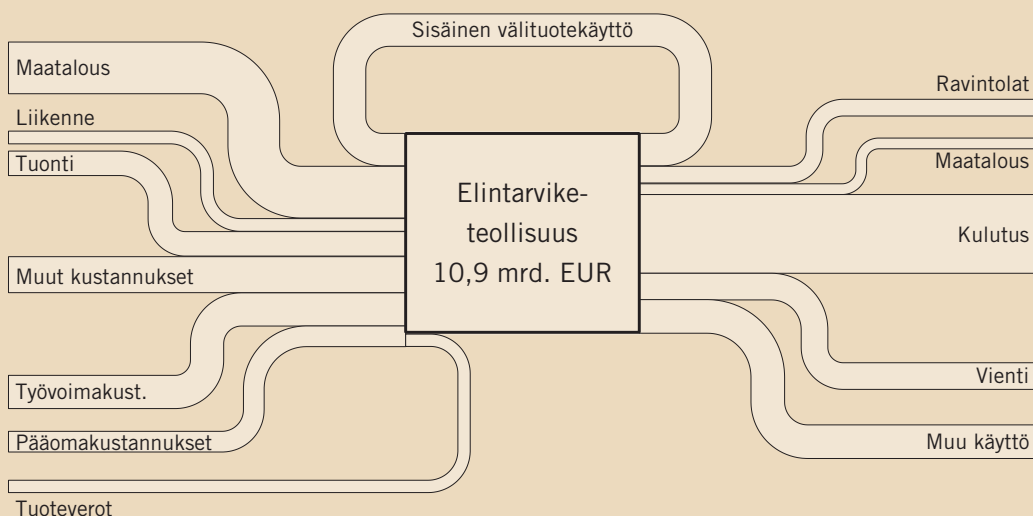 Sisäinen välituotekäyttö
Maatalous
Liikenne
Tuonti
Muut kustannukset
Työvoimakust.
Pääomakustannukset
Tuoteverot
Elintarvike-
teollisuus
10,9 mrd. EUR
Ravintolat
Maatalous
Kulutus
Vienti
Muu käyttö